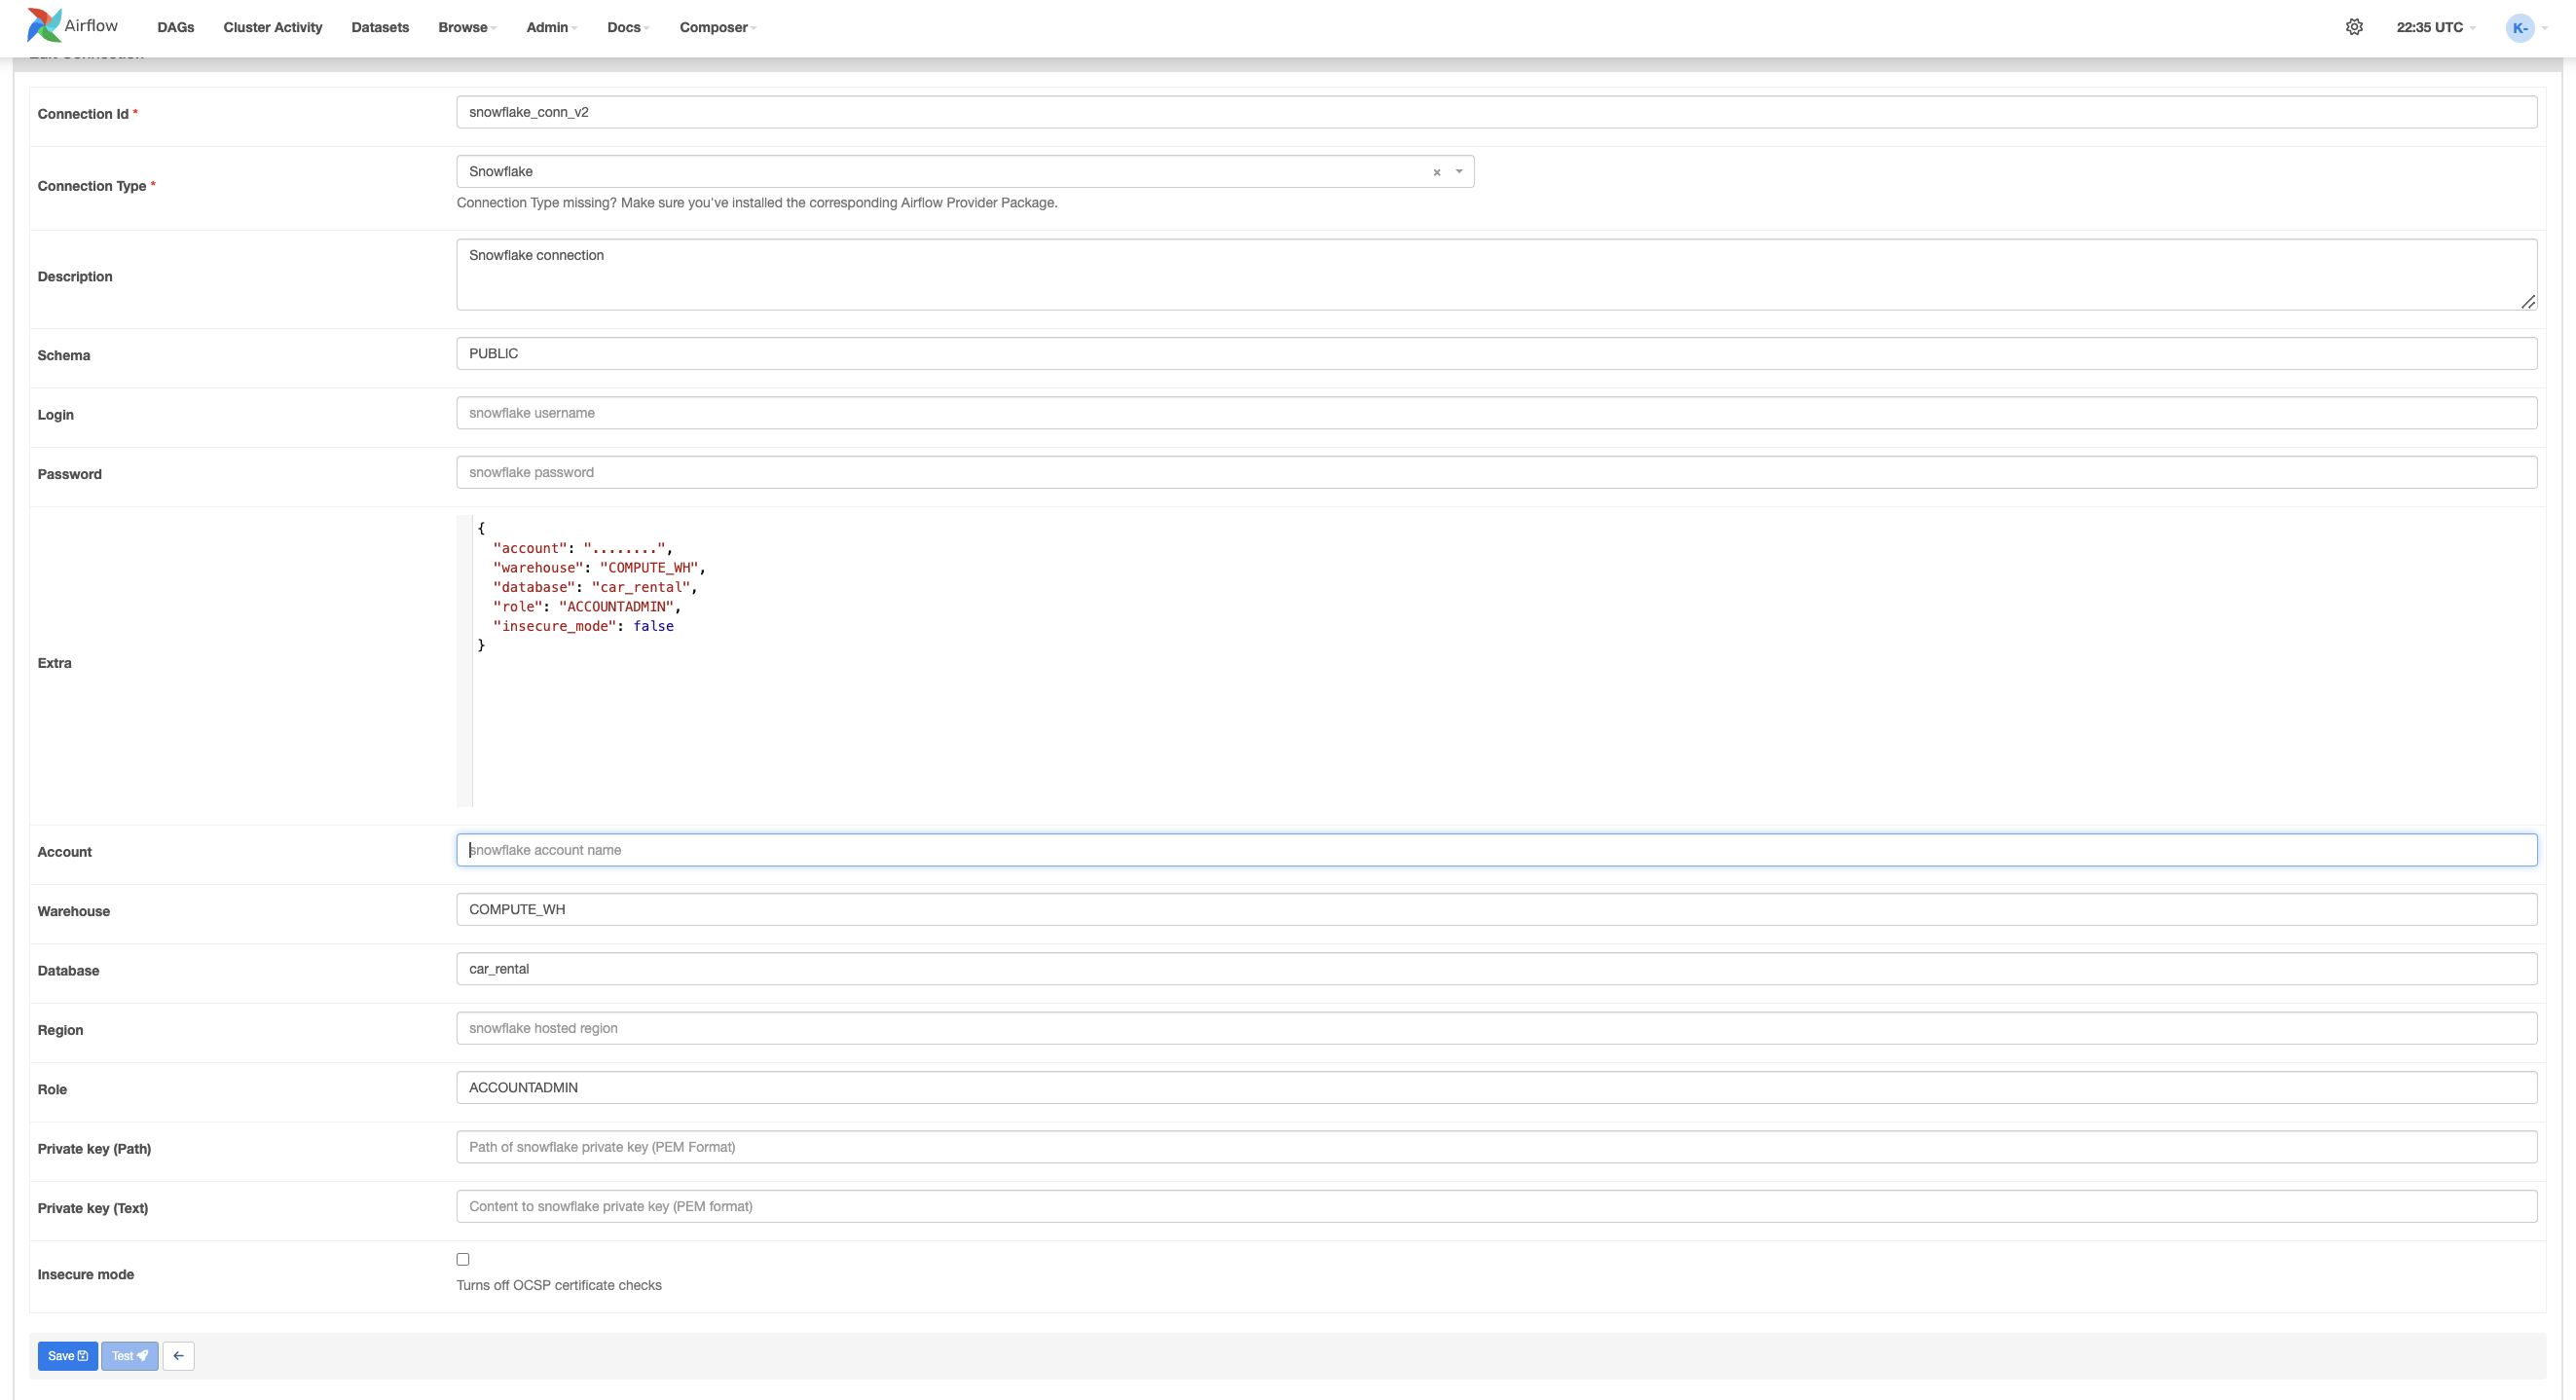 Airflow DAGs Cluster Activity Datasets Browse Admin Docs Composer 22:35 UTC K-
Edit Connection
Connection Id * snowflake_conn_v2
Connection Type * Snowflake × 
Connection Type missing? Make sure you've installed the corresponding Airflow Provider Package.
Description Snowflake connection
Schema PUBLIC
Login snowflake username
Password snowflake password
Extra
{
"account": "........",
"warehouse": "COMPUTE_WH",
"database": "car_rental",
"role": "ACCOUNTADMIN",
"insecure_mode": false
}
Account snowflake account name
Warehouse COMPUTE_WH
Database car_rental
Region snowflake hosted region
Role ACCOUNTADMIN
Private key (Path) Path of snowflake private key (PEM Format)
Private key (Text) Content to snowflake private key (PEM format)
Insecure mode
Turns off OCSP certificate checks
Save Test ←